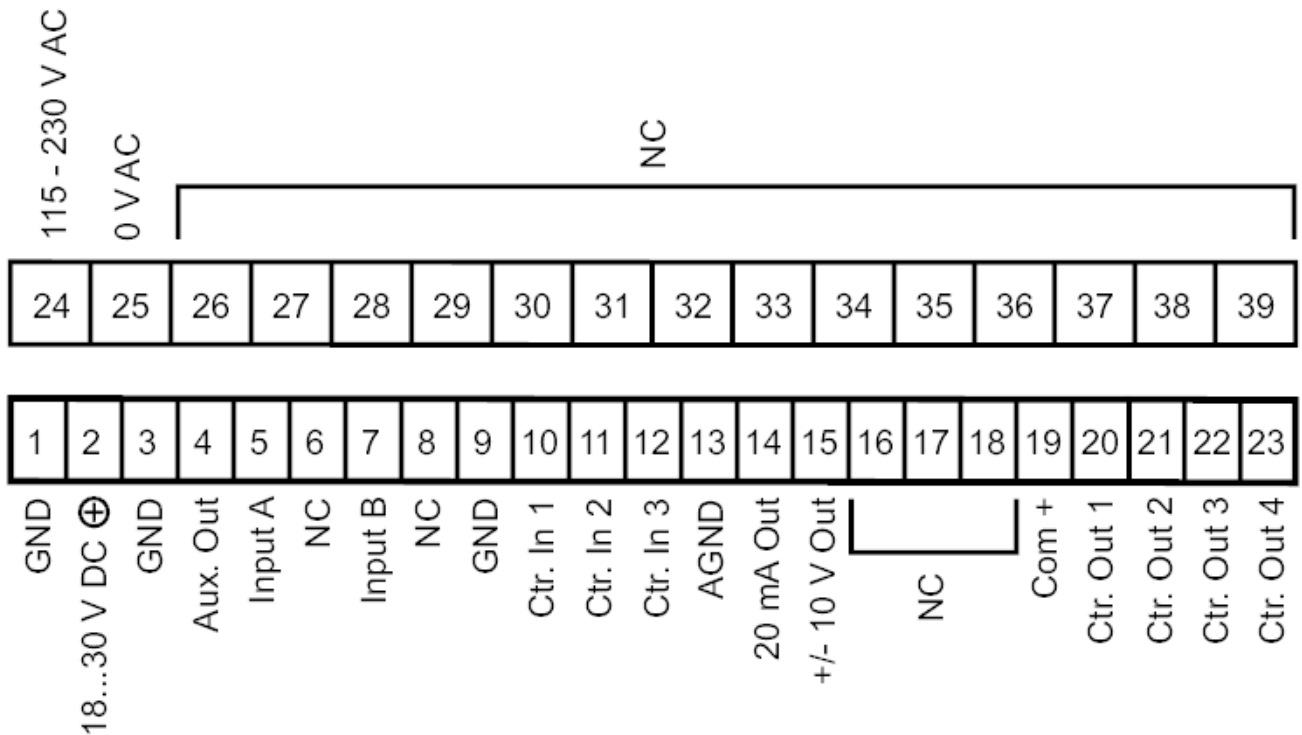 115 - 230 V AC
0 V AC
NC
24 25 26 27 28 29 30 31 32 33 34 35 36 37 38 39
1 2 3 4 5 6 7 8 9 10 11 12 13 14 15 16 17 18 19 20 21 22 23
GND
18...30 V DC ⊕
GND
Aux. Out
Input A
NC
Input B
NC
GND
Ctr. In 1
Ctr. In 2
Ctr. In 3
AGND
20 mA Out
+/- 10 V Out
NC
Com +
Ctr. Out 1
Ctr. Out 2
Ctr. Out 3
Ctr. Out 4